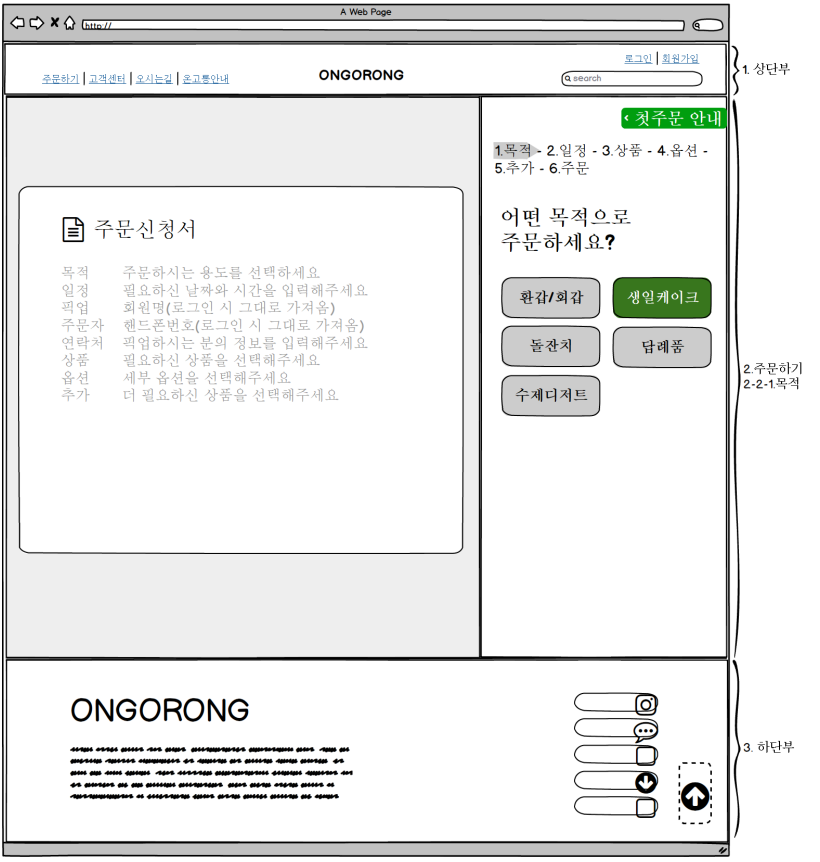 A Web Page
http://
로그인 | 회원가입
주문하기 | 고객센터 | 오시는길 | 온고롱안내
ONGORONG
search
1. 상단부
첫주문 안내
1.목적 - 2.일정 - 3.상품 - 4.옵션 -
5.추가 - 6.주문
주문신청서
목적 주문하시는 용도를 선택하세요
일정 필요하신 날짜와 시간을 입력해주세요
픽업 회원명(로그인 시 그대로 가져옴)
주문자 핸드폰번호(로그인 시 그대로 가져옴)
연락처 픽업하시는 분의 정보를 입력해주세요
상품 필요하신 상품을 선택해주세요
옵션 세부 옵션을 선택해주세요
추가 더 필요하신 상품을 선택해주세요
어떤 목적으로
주문하세요?
환갑/회갑
생일케이크
돌잔치
답례품
수제디저트
2.주문하기
2-2-1.목적
ONGORONG
3. 하단부